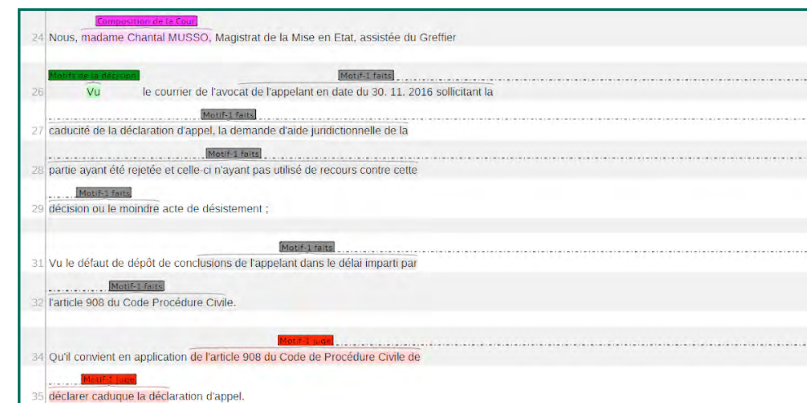 Composition de la Cour
24 Nous, madame Chantal MUSSO, Magistrat de la Mise en Etat, assistée du Greffier
Motifs de la décision Motif-1 faits
26 Vu le courrier de l'avocat de l'appelant en date du 30. 11. 2016 sollicitant la
Motif-1 faits
27 caducité de la déclaration d'appel, la demande d'aide juridictionnelle de la
Motif-1 faits
28 partie ayant été rejetée et celle-ci n'ayant pas utilisé de recours contre cette
Motif-1 faits
29 décision ou le moindre acte de désistement ;
Motif-1 faits
31 Vu le défaut de dépôt de conclusions de l'appelant dans le délai imparti par
Motif-1 faits
32 l'article 908 du Code Procédure Civile.
Motif-1 juge
34 Qu'il convient en application de l'article 908 du Code de Procédure Civile de
Motif-1 juge
35 déclarer caduque la déclaration d'appel.